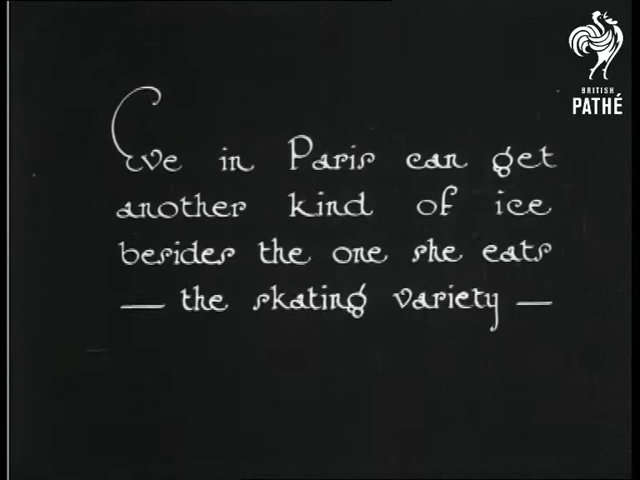 BRITISH
PATHÉ
Eve in Paris can get
another kind of ice
besides the one she eats
— the skating variety —